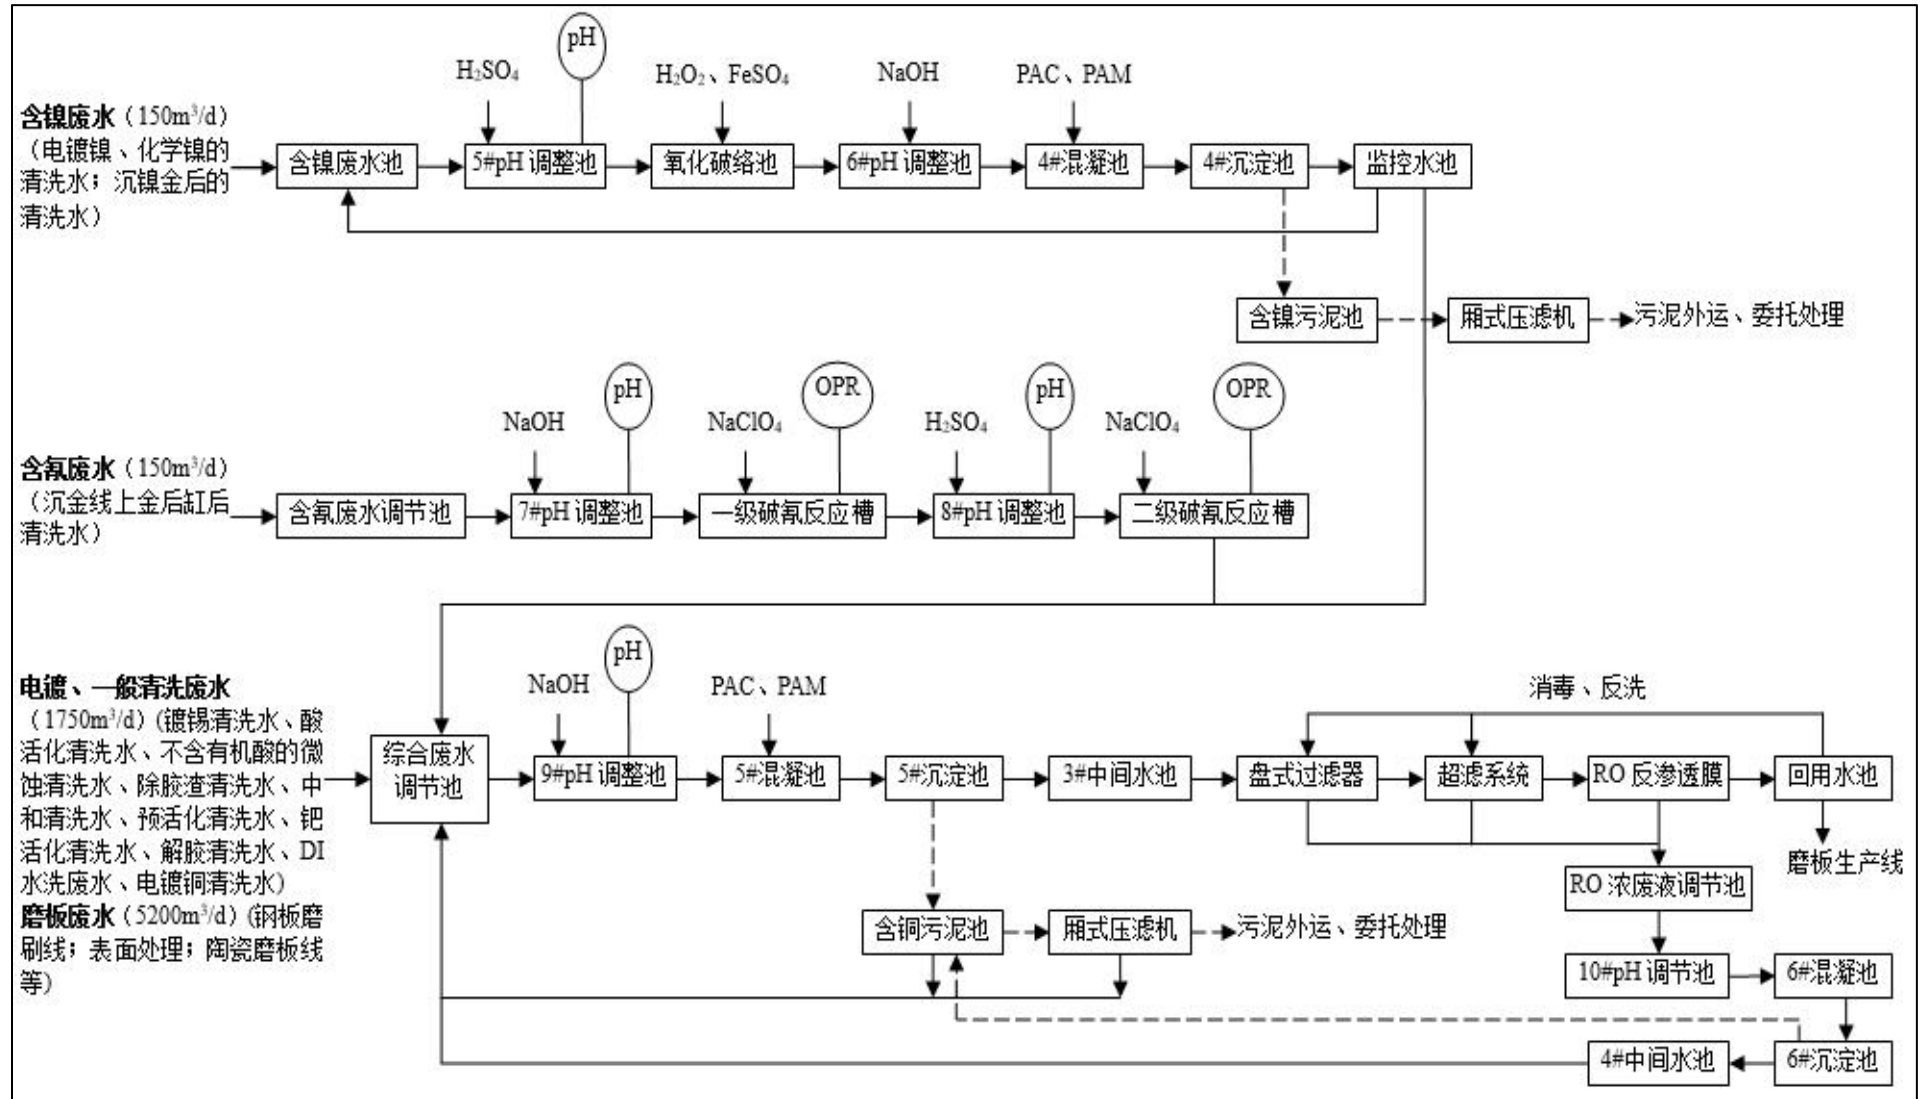 pH
H₂SO₄
H₂O₂、FeSO₄
NaOH
PAC、PAM
含镍废水（150m³/d）
（电镀镍、化学镍的
清洗水；沉镍金后的
清洗水）
含镍废水池
5#pH 调整池
氧化破络池
6#pH 调整池
4#混凝池
4#沉淀池
监控水池
含镍污泥池
厢式压滤机
污泥外运、委托处理
pH
OPR
pH
OPR
NaOH
NaClO₄
H₂SO₄
NaClO₄
含氰废水（150m³/d）
（沉金线上金后缸后
清洗水）
含氰废水调节池
7#pH 调整池
一级破氰反应槽
8#pH 调整池
二级破氰反应槽
pH
NaOH
PAC、PAM
消毒、反洗
电镀、一般清洗废水
（1750m³/d）(镀锡清洗水、酸
活化清洗水、不含有机酸的微
蚀清洗水、除胶渣清洗水、中
和清洗水、预活化清洗水、钯
活化清洗水、解胶清洗水、DI
水洗废水、电镀铜清洗水）
磨板废水（5200m³/d）(钢板磨
刷线；表面处理；陶瓷磨板线
等）
综合废水
调节池
9#pH 调整池
5#混凝池
5#沉淀池
3#中间水池
盘式过滤器
超滤系统
RO 反渗透膜
回用水池
磨板生产线
RO 浓废液调节池
含铜污泥池
厢式压滤机
污泥外运、委托处理
10#pH 调节池
6#混凝池
4#中间水池
6#沉淀池